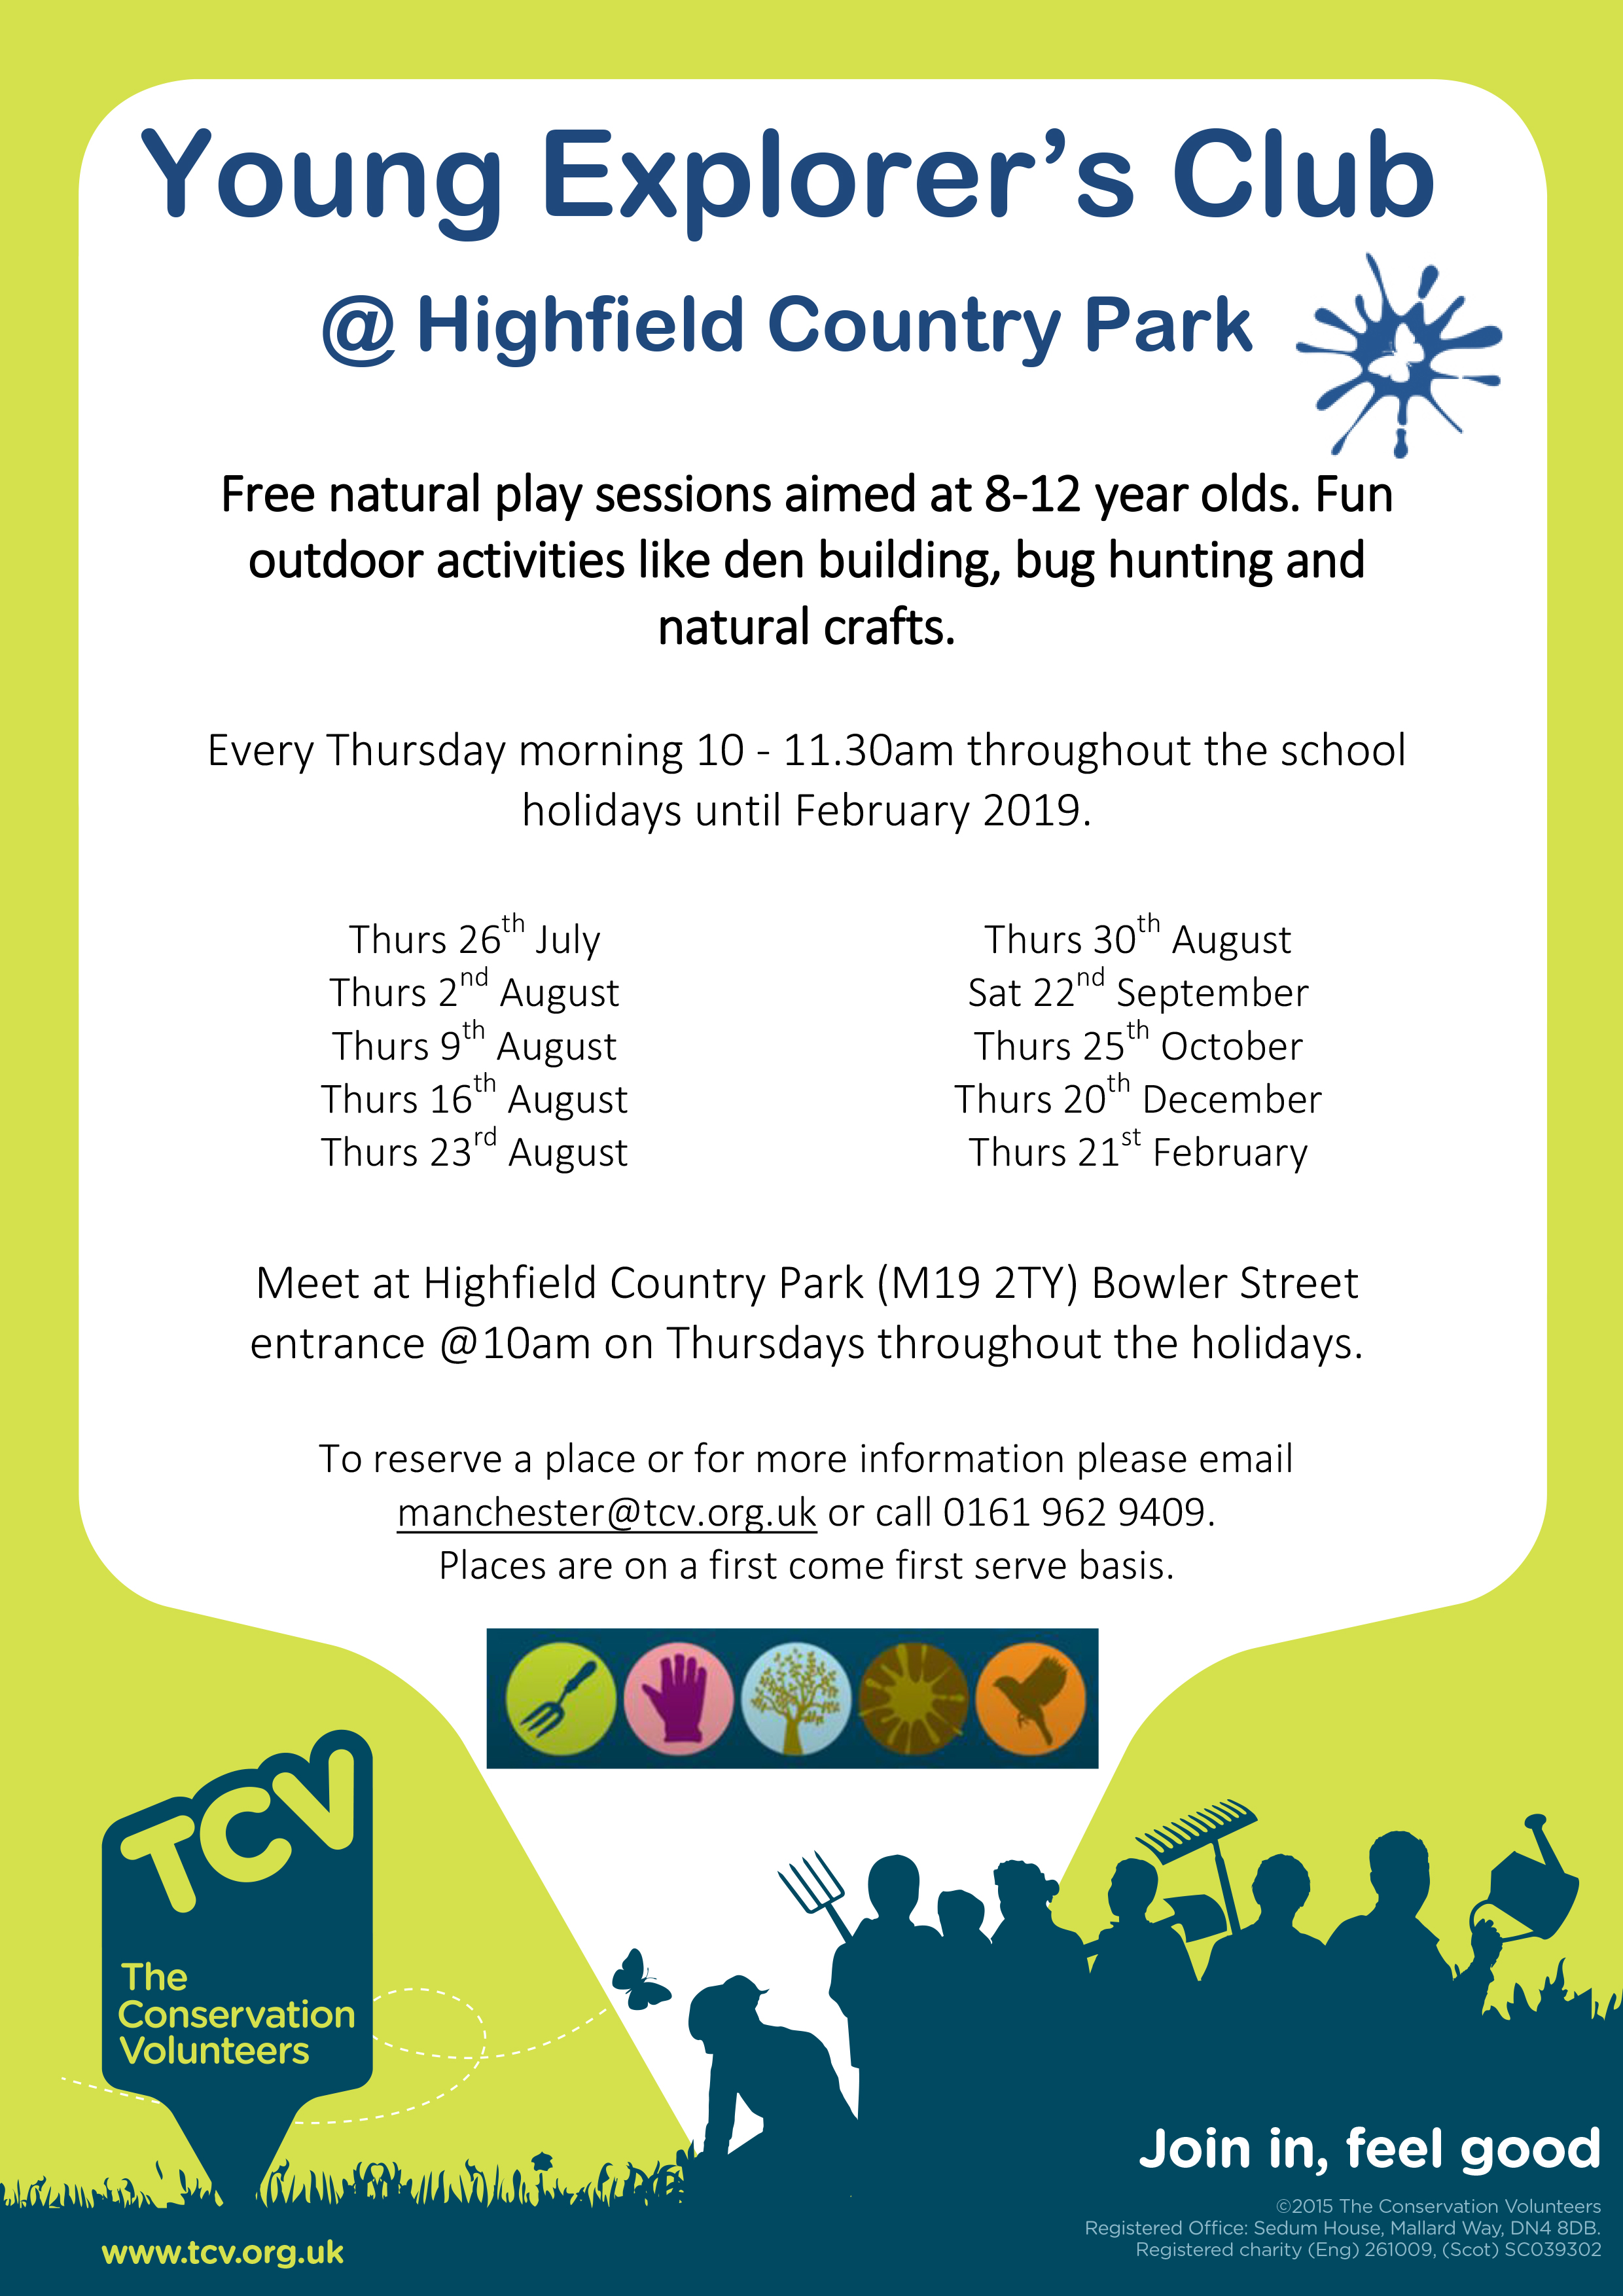 Young Explorer’s Club
@ Highfield Country Park
Free natural play sessions aimed at 8-12 year olds. Fun
outdoor activities like den building, bug hunting and
natural crafts.
Every Thursday morning 10 - 11.30am throughout the school
holidays until February 2019.
Thurs 26th July
Thurs 2nd August
Thurs 9th August
Thurs 16th August
Thurs 23rd August
Thurs 30th August
Sat 22nd September
Thurs 25th October
Thurs 20th December
Thurs 21st February
Meet at Highfield Country Park (M19 2TY) Bowler Street
entrance @10am on Thursdays throughout the holidays.
To reserve a place or for more information please email
manchester@tcv.org.uk or call 0161 962 9409.
Places are on a first come first serve basis.
TCV
The
Conservation
Volunteers
Join in, feel good
©2015 The Conservation Volunteers
Registered Office: Sedum House, Mallard Way, DN4 8DB.
Registered charity (Eng) 261009, (Scot) SC039302
www.tcv.org.uk